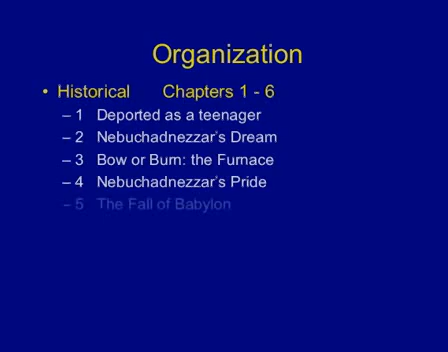 Organization
• Historical Chapters 1 - 6
– 1 Deported as a teenager
– 2 Nebuchadnezzar's Dream
– 3 Bow or Burn: the Furnace
– 4 Nebuchadnezzar's Pride
– 5 The Fall of Babylon